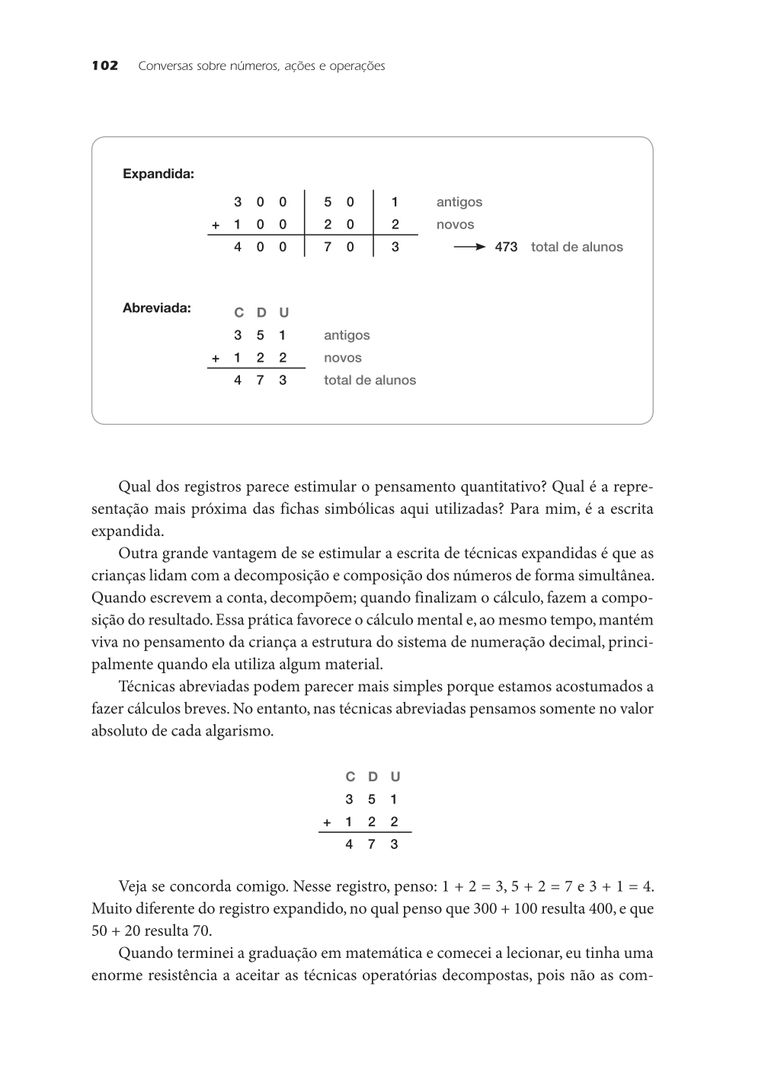 102 Conversas sobre números, ações e operações
Expandida:
3 0 0 | 5 0 | 1 antigos
+ 1 0 0 | 2 0 | 2 novos
4 0 0 | 7 0 | 3 → 473 total de alunos
Abreviada: C D U
3 5 1 antigos
+ 1 2 2 novos
4 7 3 total de alunos
Qual dos registros parece estimular o pensamento quantitativo? Qual é a repre-
sentação mais próxima das fichas simbólicas aqui utilizadas? Para mim, é a escrita
expandida.
Outra grande vantagem de se estimular a escrita de técnicas expandidas é que as
crianças lidam com a decomposição e composição dos números de forma simultânea.
Quando escrevem a conta, decompõem; quando finalizam o cálculo, fazem a compo-
sição do resultado. Essa prática favorece o cálculo mental e, ao mesmo tempo, mantém
viva no pensamento da criança a estrutura do sistema de numeração decimal, princi-
palmente quando ela utiliza algum material.
Técnicas abreviadas podem parecer mais simples porque estamos acostumados a
fazer cálculos breves. No entanto, nas técnicas abreviadas pensamos somente no valor
absoluto de cada algarismo.
C D U
3 5 1
+ 1 2 2
4 7 3
Veja se concorda comigo. Nesse registro, penso: 1 + 2 = 3, 5 + 2 = 7 e 3 + 1 = 4.
Muito diferente do registro expandido, no qual penso que 300 + 100 resulta 400, e que
50 + 20 resulta 70.
Quando terminei a graduação em matemática e comecei a lecionar, eu tinha uma
enorme resistência a aceitar as técnicas operatórias decompostas, pois não as com-